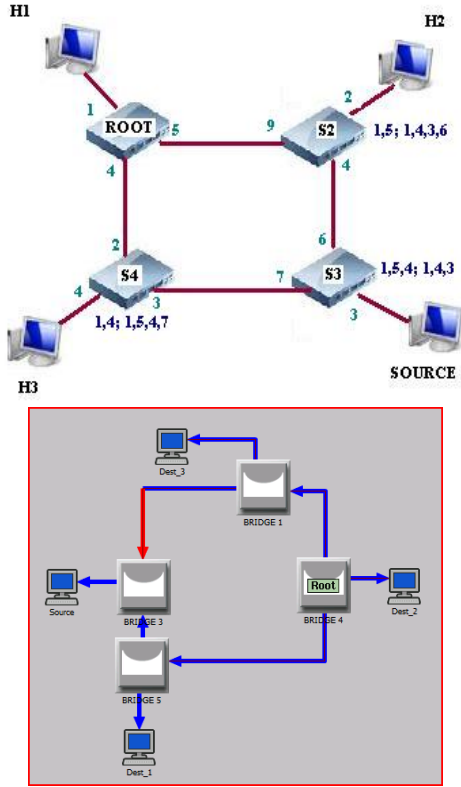 H1
H2
1
ROOT
5
9
2
S2
1,5; 1,4,3,6
4
4
2
6
S4
7
S3
1,5,4; 1,4,3
4
3
1,4; 1,5,4,7
3
H3
SOURCE
Dest_3
BRIDGE 1
Root
Source
BRIDGE 3
BRIDGE 4
Dest_2
BRIDGE 5
Dest_1